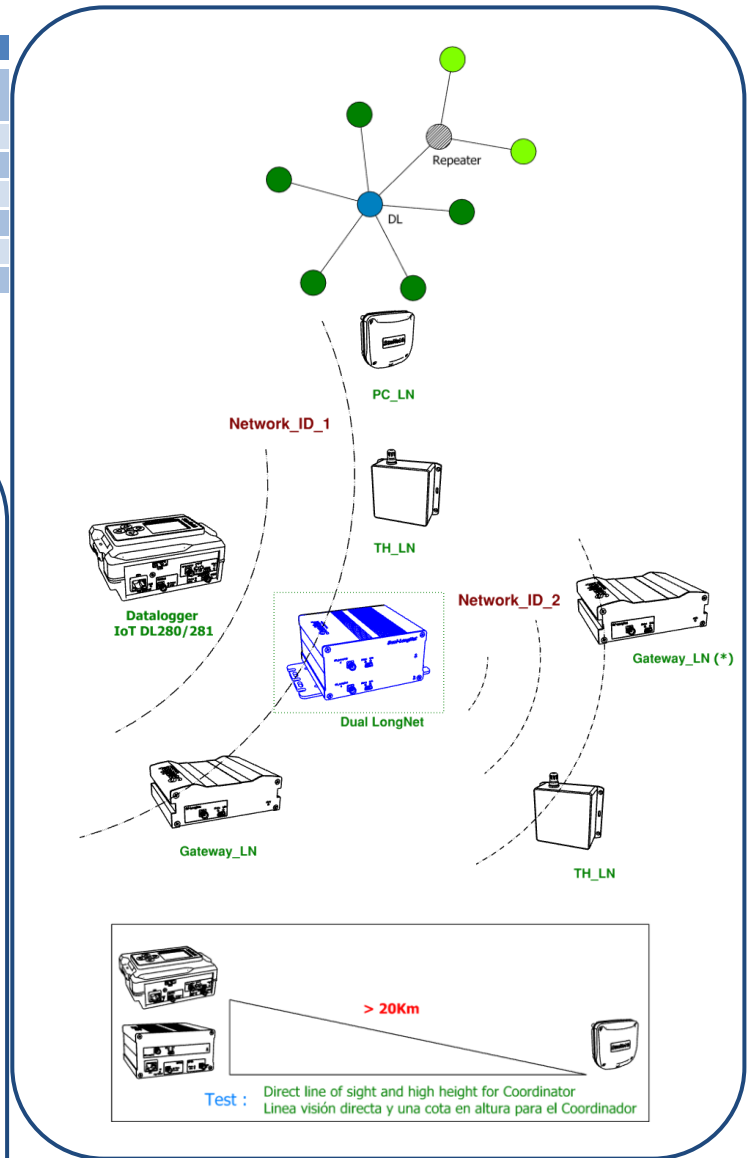 Repeater
DL
PC_LN
Network_ID_1
TH_LN
Datalogger
IoT DL280/281
Network_ID_2
Gateway_LN (*)
Dual LongNet
Gateway_LN
TH_LN
> 20Km
Test :
Direct line of sight and high height for Coordinator
Linea visión directa y una cota en altura para el Coordinador